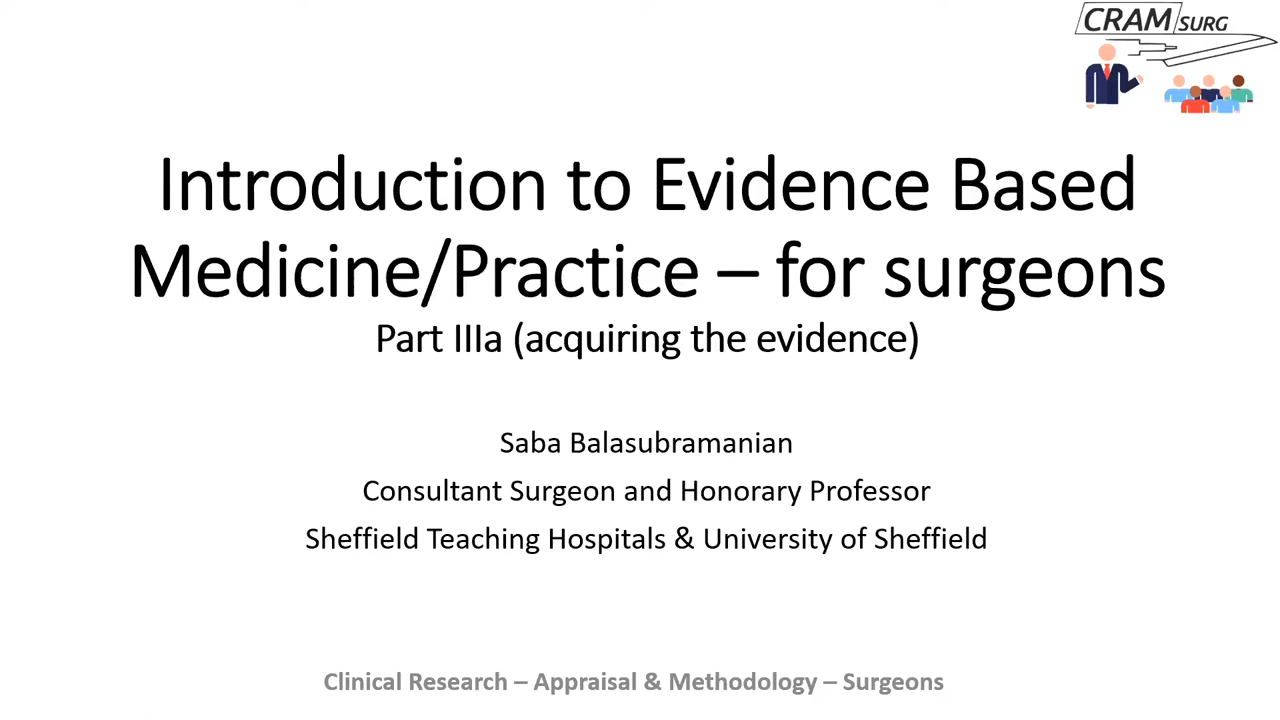 CRAM SURG
Introduction to Evidence Based
Medicine/Practice – for surgeons
Part IIIa (acquiring the evidence)
Saba Balasubramanian
Consultant Surgeon and Honorary Professor
Sheffield Teaching Hospitals & University of Sheffield
Clinical Research – Appraisal & Methodology – Surgeons